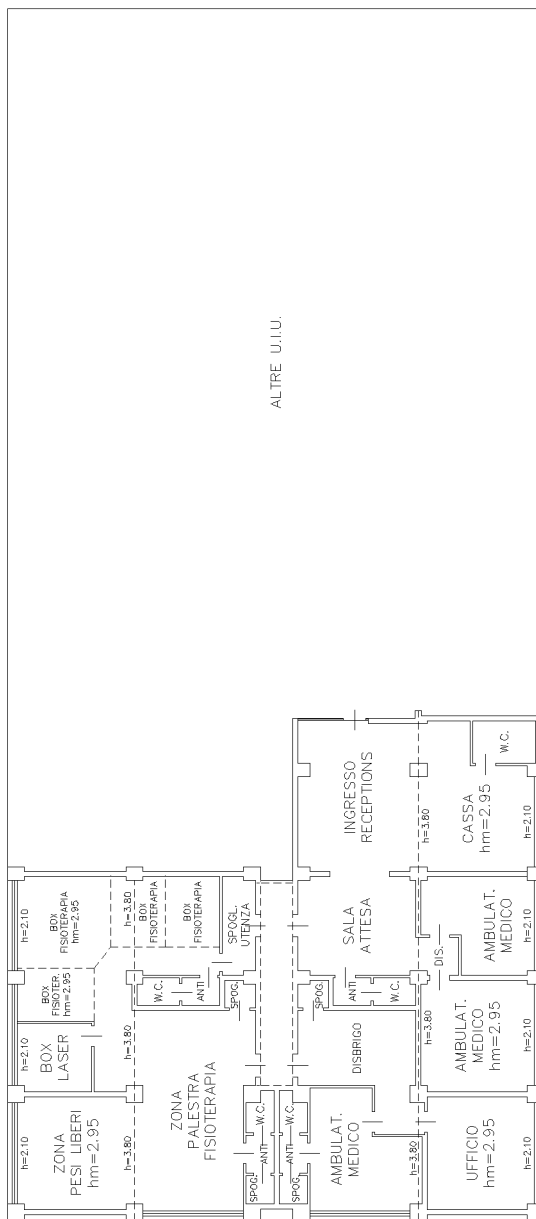 ALTRE U.I.U.
INGRESSO
RECEPTIONS
W.C.
CASSA
hm=2.95
h=3.80
h=2.10
h=2.10
BOX
FISIOTERAPIA
hm=2.95
h=3.80
BOX
FISIOTERAPIA
BOX
FISIOTERAPIA
SPOGL.
UTENZA
SALA
ATTESA
DIS.
AMBULAT.
MEDICO
h=2.10
BOX
FISIOTER.
hm=2.95
W.C.
ANTI
SPOG.
SPOG.
ANTI
W.C.
h=3.80
AMBULAT.
MEDICO
hm=2.95
h=2.10
h=2.10
BOX
LASER
h=3.80
DISBRIGO
ZONA
PALESTRA
FISIOTERAPIA
h=2.10
ZONA
PESI LIBERI
hm=2.95
h=3.80
W.C.
ANTI
SPOG.
W.C.
ANTI
SPOG.
AMBULAT.
MEDICO
h=3.80
UFFICIO
hm=2.95
h=2.10